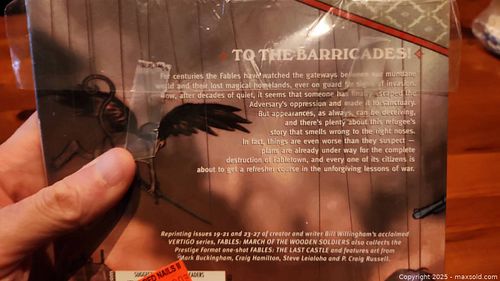 TO THE BARRICADES!
For centuries the Fables have watched the gateways between our mundane
world and their lost magical homelands, ever on guard for signs of invasion.
Now, after decades of quiet, it seems that someone has finally escaped the
Adversary's oppression and made it to sanctuary.
But appearances, as always, can be deceiving,
and there's plenty about this refugee's
story that smells wrong to the right noses.
In fact, things are even worse than they suspect —
plans are already under way for the complete
destruction of Fabletown, and every one of its citizens is
about to get a refresher course in the unforgiving lessons of war.
Reprinting issues 19-21 and 23-27 of creator and writer Bill Willingham's acclaimed
VERTIGO series, FABLES: MARCH OF THE WOODEN SOLDIERS also collects the
Prestige Format one-shot FABLES: THE LAST CASTLE and features art from
Mark Buckingham, Craig Hamilton, Steve Leialoha and P. Craig Russell.
NAILS II
Copyright © 2025 - maxsold.com